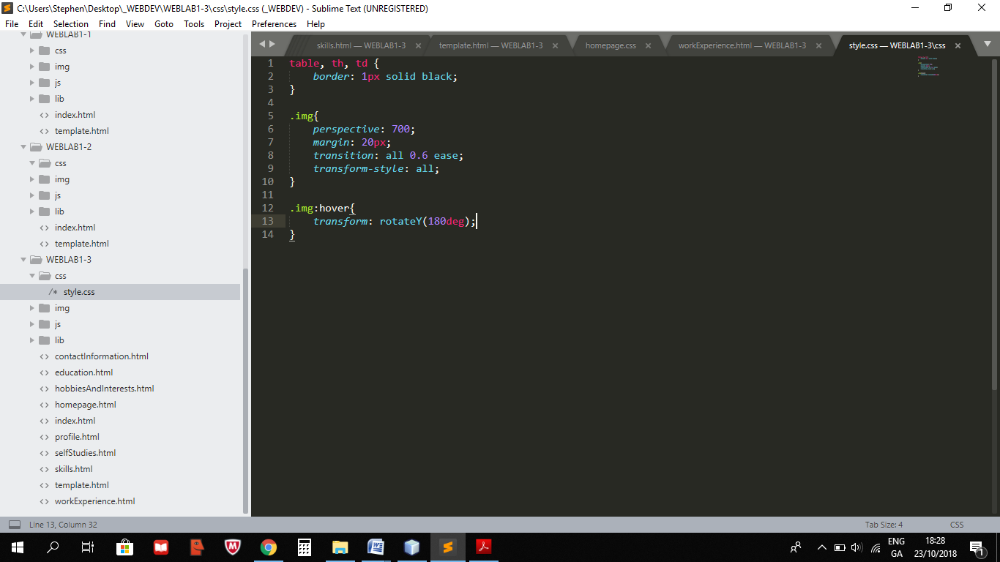 C:\Users\Stephen\Desktop\_WEBDEV\WEBLAB1-3\css\style.css (_WEBDEV) - Sublime Text (UNREGISTERED)
File Edit Selection Find View Goto Tools Project Preferences Help
WEBLAB1-1
css
img
js
lib
index.html
template.html
WEBLAB1-2
css
img
js
lib
index.html
template.html
WEBLAB1-3
css
style.css
img
js
lib
contactInformation.html
education.html
hobbiesAndInterests.html
homepage.html
index.html
profile.html
selfStudies.html
skills.html
template.html
workExperience.html
skills.html — WEBLAB1-3 template.html — WEBLAB1-3 homepage.css workExperience.html — WEBLAB1-3 style.css — WEBLAB1-3\css
1 table, th, td {
2 border: 1px solid black;
3 }
4
5 .img{
6 perspective: 700;
7 margin: 20px;
8 transition: all 0.6 ease;
9 transform-style: all;
10 }
11
12 .img:hover{
13 transform: rotateY(180deg);
14 }
Line 13, Column 32 Tab Size: 4 CSS
ENG 18:28
GA 23/10/2018
1